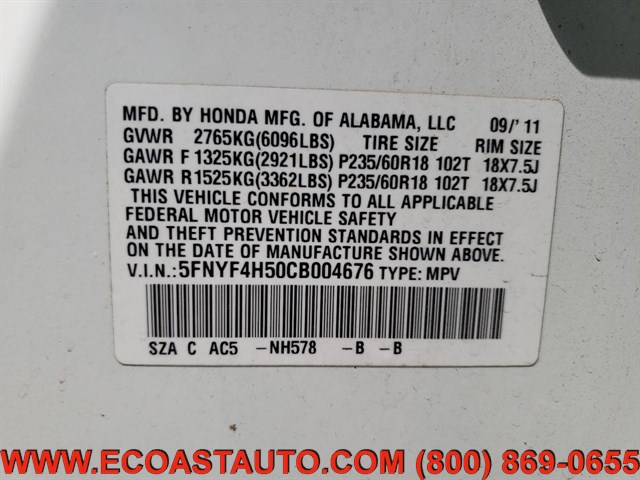 MFD. BY HONDA MFG. OF ALABAMA, LLC 09/'11
GVWR 2765KG(6096LBS) TIRE SIZE RIM SIZE
GAWR F 1325KG(2921LBS) P235/60R18 102T 18X7.5J
GAWR R 1525KG(3362LBS) P235/60R18 102T 18X7.5J
THIS VEHICLE CONFORMS TO ALL APPLICABLE
FEDERAL MOTOR VEHICLE SAFETY
AND THEFT PREVENTION STANDARDS IN EFFECT
ON THE DATE OF MANUFACTURE SHOWN ABOVE.
V.I.N.:5FNYF4H50CB004676 TYPE: MPV
SZA C AC5 -NH578 -B -B
WWW.ECOASTAUTO.COM (800) 869-0655